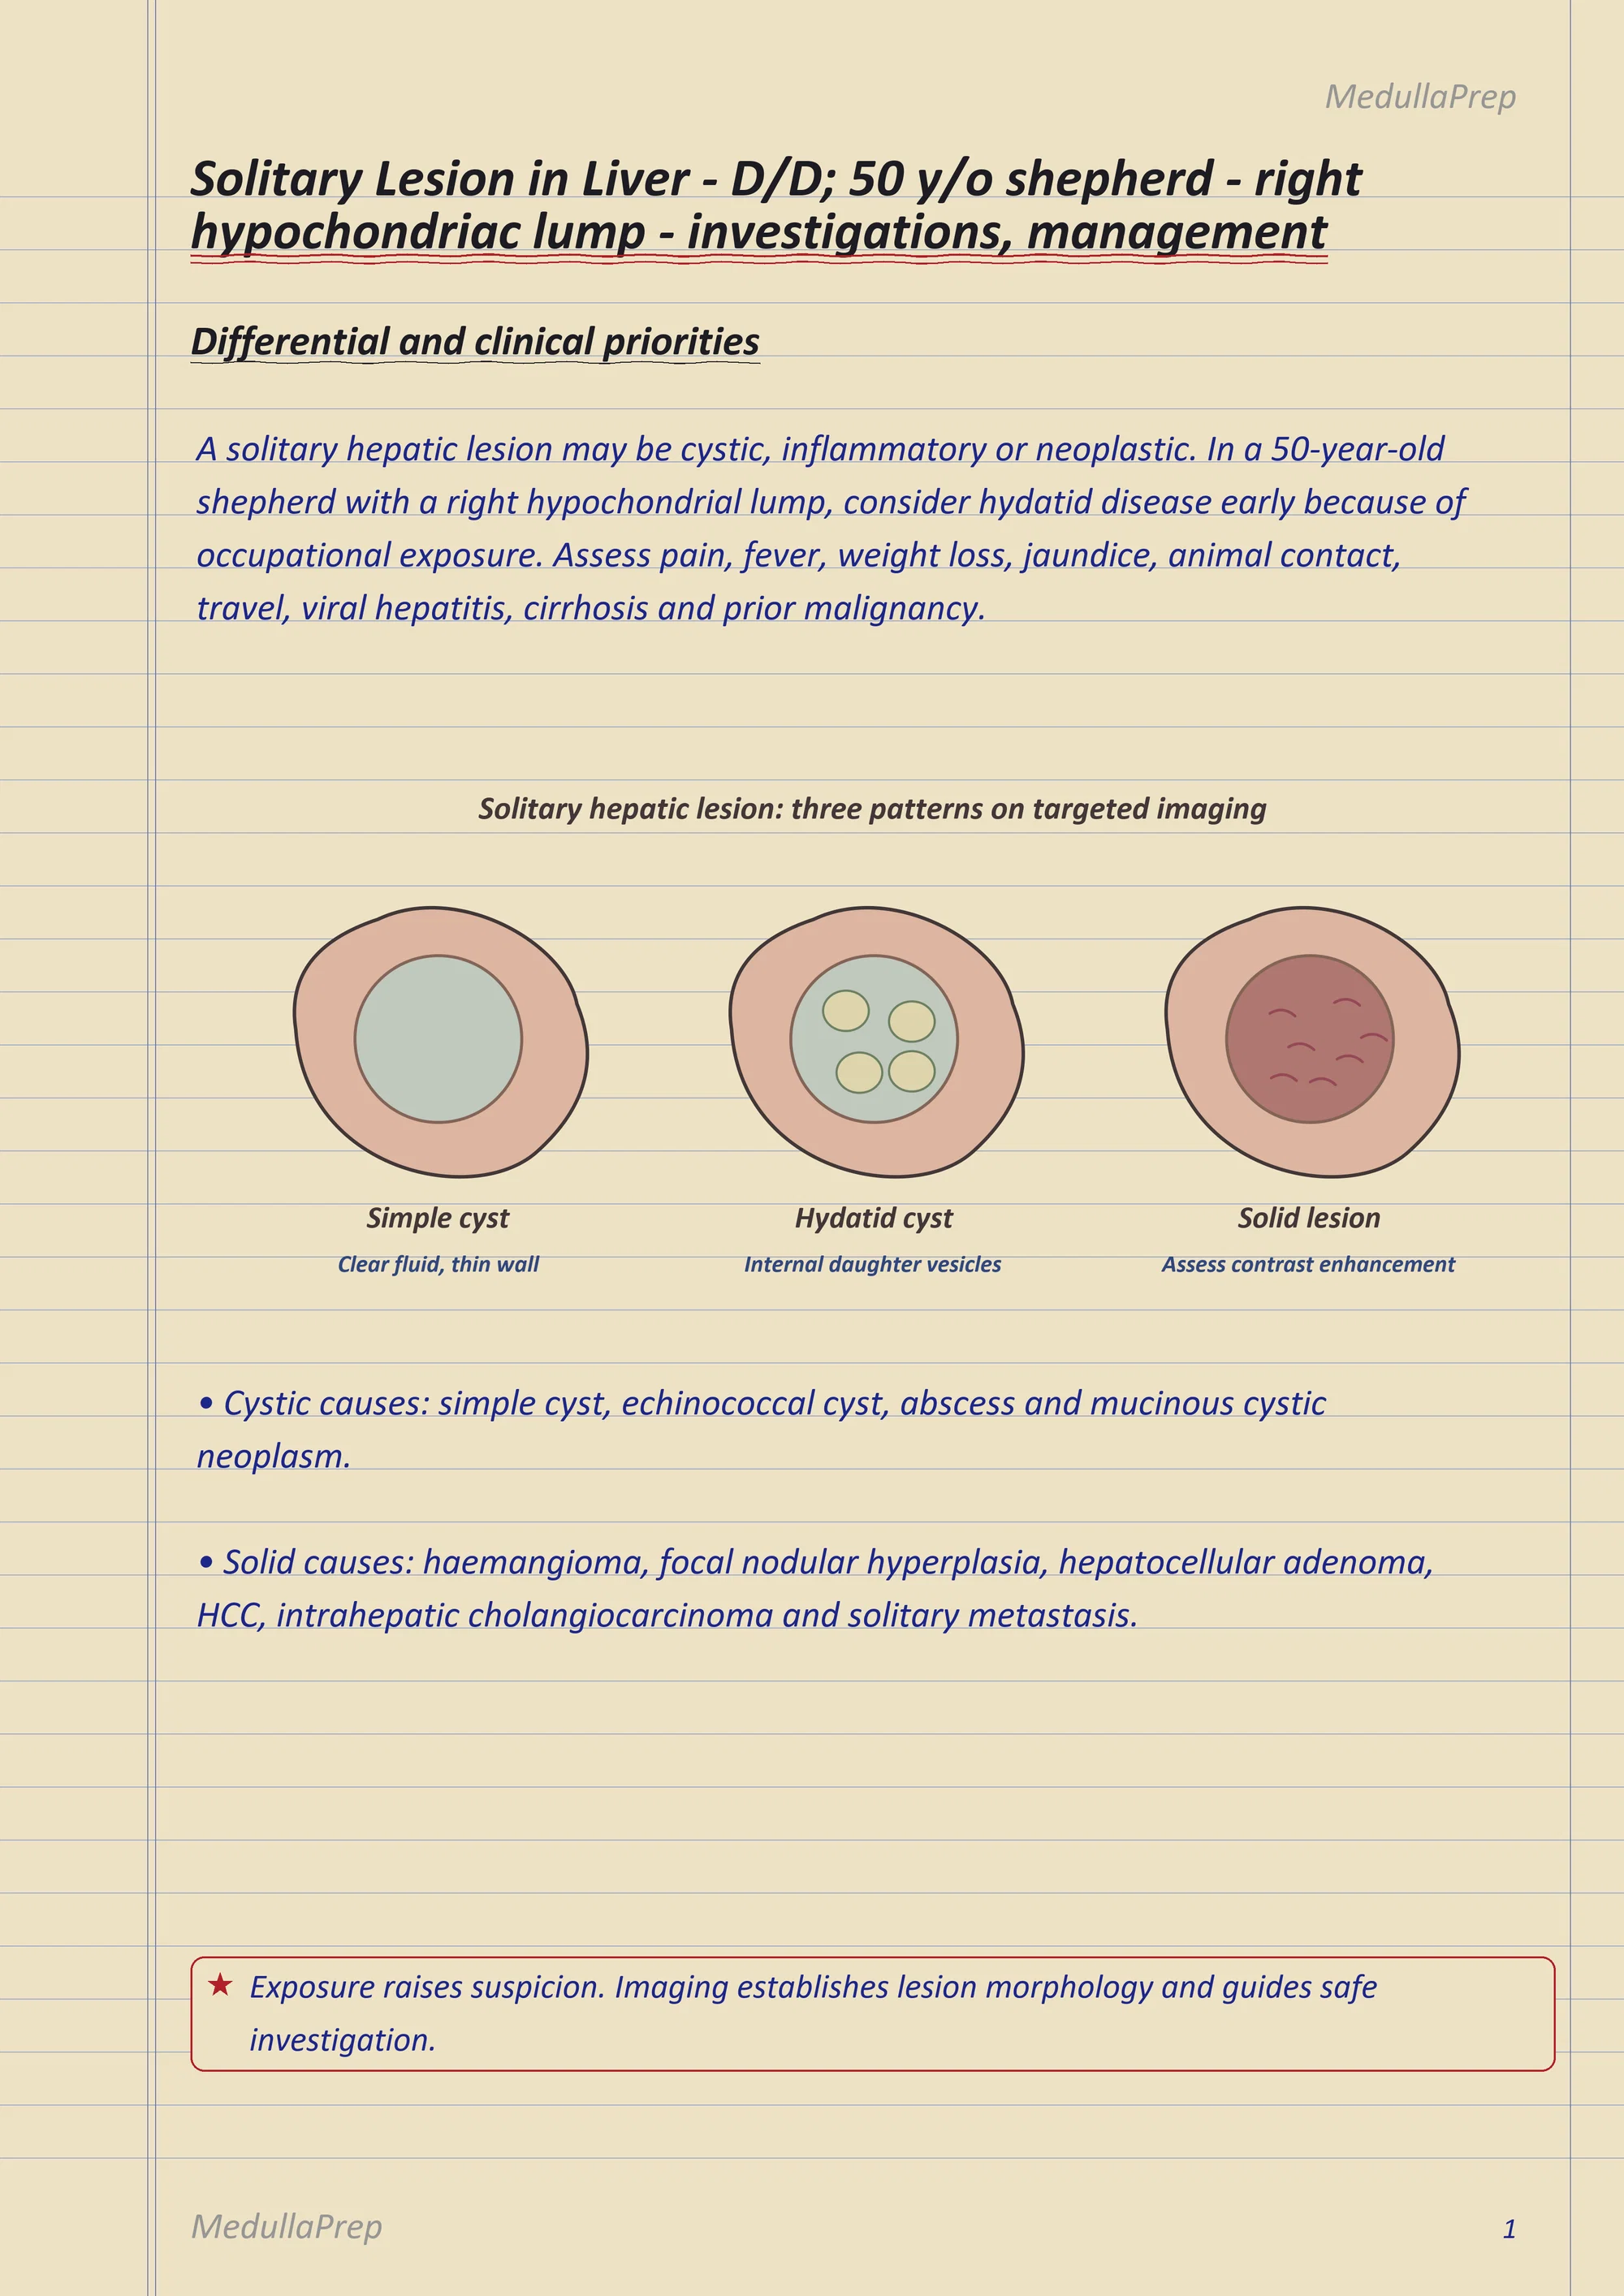 MedullaPrep
Solitary Lesion in Liver - D/D; 50 y/o shepherd - right
hypochondriac lump - investigations, management
Differential and clinical priorities
A solitary hepatic lesion may be cystic, inflammatory or neoplastic. In a 50-year-old
shepherd with a right hypochondrial lump, consider hydatid disease early because of
occupational exposure. Assess pain, fever, weight loss, jaundice, animal contact,
travel, viral hepatitis, cirrhosis and prior malignancy.
Solitary hepatic lesion: three patterns on targeted imaging
Simple cyst
Clear fluid, thin wall
Hydatid cyst
Internal daughter vesicles
Solid lesion
Assess contrast enhancement
• Cystic causes: simple cyst, echinococcal cyst, abscess and mucinous cystic
neoplasm.
• Solid causes: haemangioma, focal nodular hyperplasia, hepatocellular adenoma,
HCC, intrahepatic cholangiocarcinoma and solitary metastasis.
★ Exposure raises suspicion. Imaging establishes lesion morphology and guides safe
investigation.
MedullaPrep
1